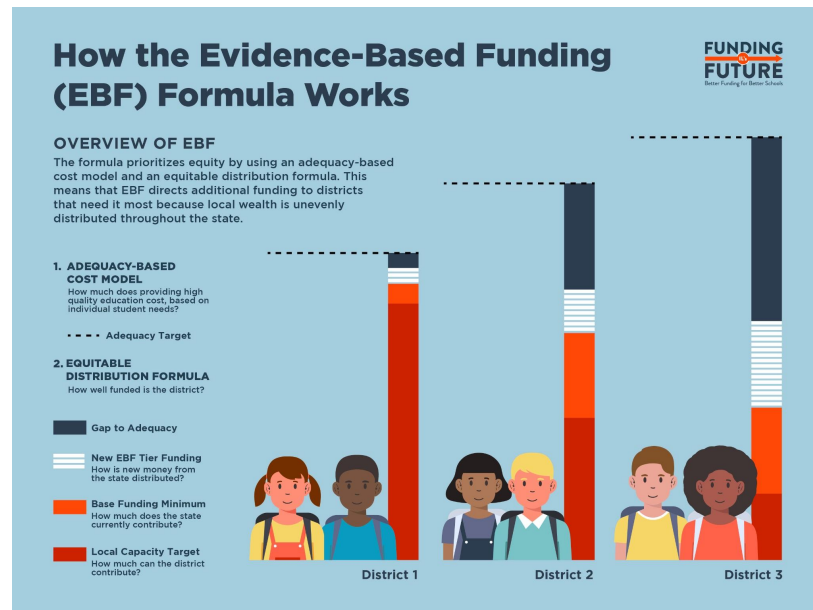 How the Evidence-Based Funding
(EBF) Formula Works
FUNDING
IS
FUTURE
Better Funding for Better Schools
OVERVIEW OF EBF
The formula prioritizes equity by using an adequacy-based
cost model and an equitable distribution formula. This
means that EBF directs additional funding to districts
that need it most because local wealth is unevenly
distributed throughout the state.
1. ADEQUACY-BASED
COST MODEL
How much does providing high
quality education cost, based on
individual student needs?
Adequacy Target
2. EQUITABLE
DISTRIBUTION FORMULA
How well funded is the district?
Gap to Adequacy
New EBF Tier Funding
How is new money from
the state distributed?
Base Funding Minimum
How much does the state
currently contribute?
Local Capacity Target
How much can the district
contribute?
District 1
District 2
District 3